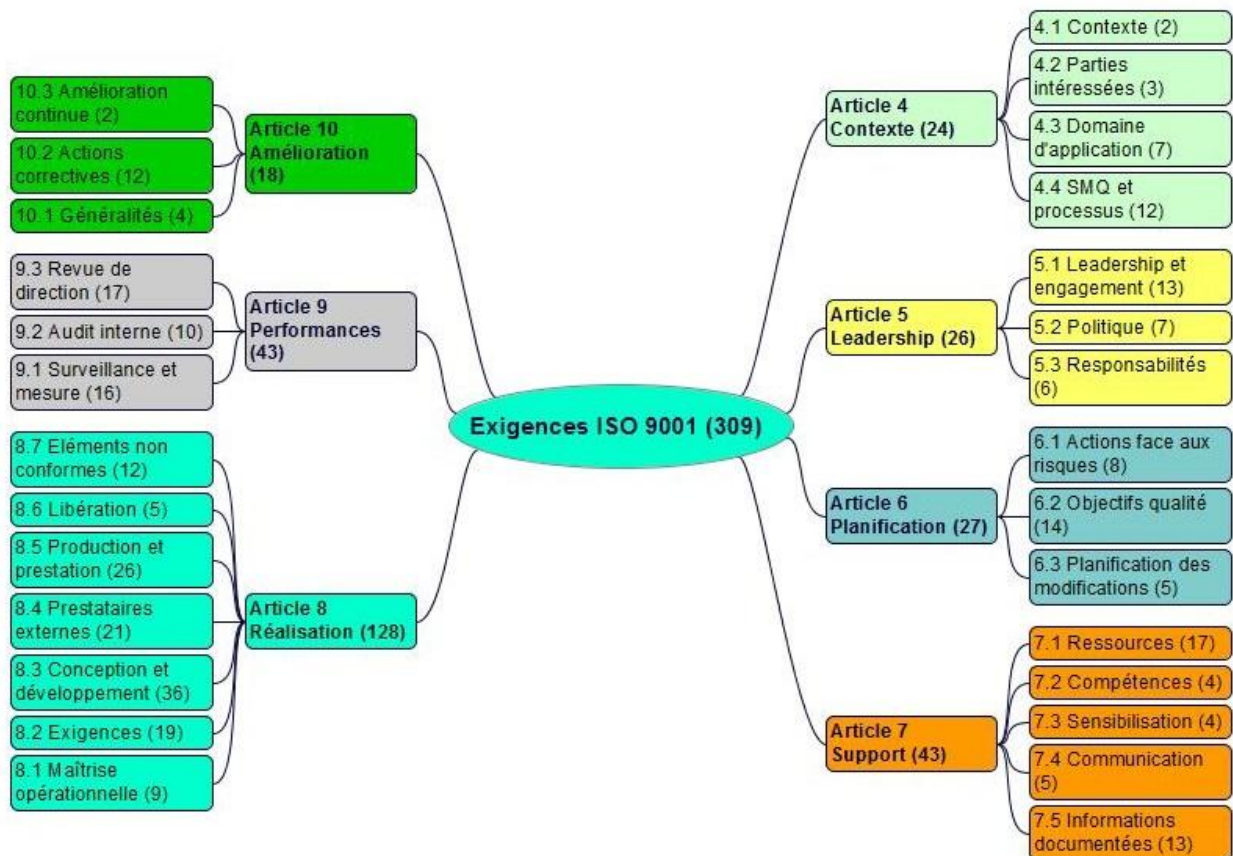 Exigences ISO 9001 (309)
Article 4
Contexte (24)
4.1 Contexte (2)
4.2 Parties
intéressées (3)
4.3 Domaine
d'application (7)
4.4 SMQ et
processus (12)
Article 5
Leadership (26)
5.1 Leadership et
engagement (13)
5.2 Politique (7)
5.3 Responsabilités
(6)
Article 6
Planification (27)
6.1 Actions face aux
risques (8)
6.2 Objectifs qualité
(14)
6.3 Planification des
modifications (5)
Article 7
Support (43)
7.1 Ressources (17)
7.2 Compétences (4)
7.3 Sensibilisation (4)
7.4 Communication
(5)
7.5 Informations
documentées (13)
Article 10
Amélioration
(18)
10.3 Amélioration
continue (2)
10.2 Actions
correctives (12)
10.1 Généralités (4)
Article 9
Performances
(43)
9.3 Revue de
direction (17)
9.2 Audit interne (10)
9.1 Surveillance et
mesure (16)
Article 8
Réalisation (128)
8.7 Eléments non
conformes (12)
8.6 Libération (5)
8.5 Production et
prestation (26)
8.4 Prestataires
externes (21)
8.3 Conception et
développement (36)
8.2 Exigences (19)
8.1 Maîtrise
opérationnelle (9)